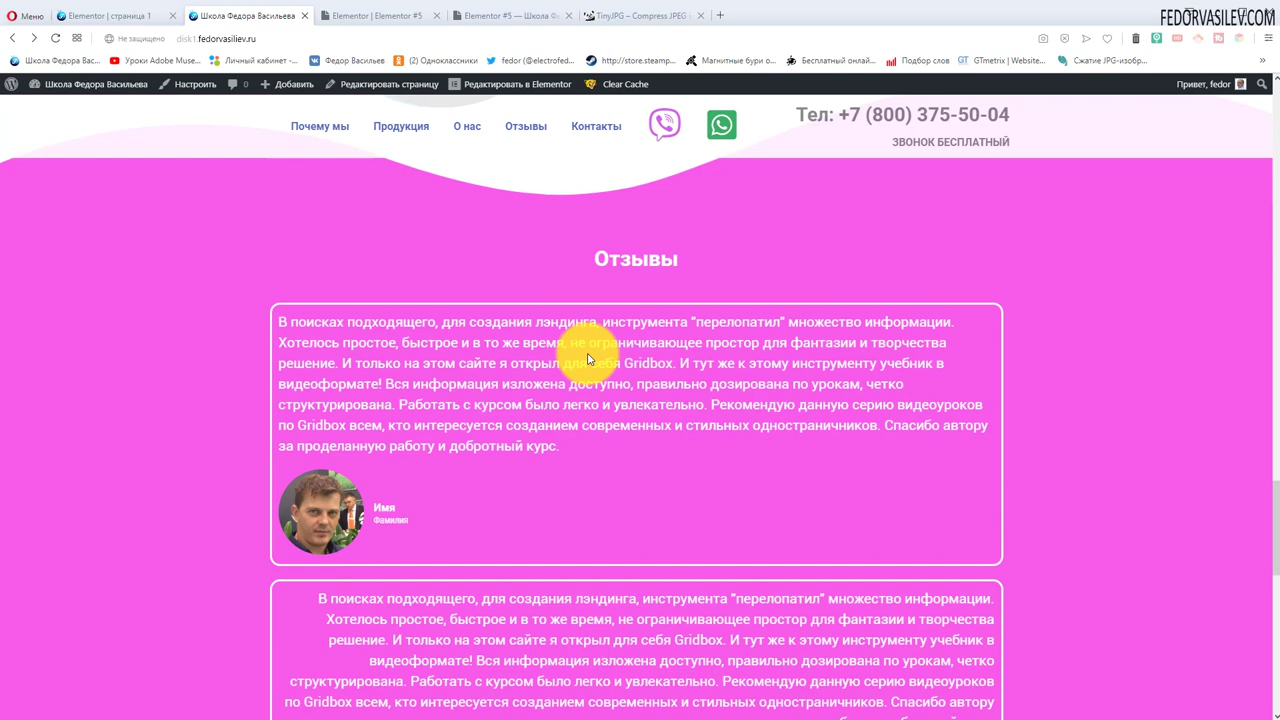 FEDORVASILEV.COM
Меню
Elementor | страница 1
Школа Федора Васильева
Elementor | Elementor #5
Elementor #5 — Школа Ф
TinyJPG – Compress JPEG
Не защищено
disk1.fedorvasiliev.ru
Школа Федора Вас...
Уроки Adobe Muse...
Личный кабинет -...
Федор Васильев
(2) Одноклассники
fedor (@electrofed...
http://store.steamp...
Магнитные бури о...
Бесплатный онлай...
Подбор слов
GTmetrix | Website...
Сжатие JPG-изобр...
Школа Федора Васильева
Настроить
0
Добавить
Редактировать страницу
Редактировать в Elementor
Clear Cache
Привет, fedor
Почему мы
Продукция
О нас
Отзывы
Контакты
Тел: +7 (800) 375-50-04
ЗВОНОК БЕСПЛАТНЫЙ
Отзывы
В поисках подходящего, для создания лэндинга, инструмента "перелопатил" множество информации.
Хотелось простое, быстрое и в то же время, не ограничивающее простор для фантазии и творчества
решение. И только на этом сайте я открыл для себя Gridbox. И тут же к этому инструменту учебник в
видеоформате! Вся информация изложена доступно, правильно дозирована по урокам, четко
структурирована. Работать с курсом было легко и увлекательно. Рекомендую данную серию видеоуроков
по Gridbox всем, кто интересуется созданием современных и стильных одностраничников. Спасибо автору
за проделанную работу и добротный курс.
Имя
Фамилия
В поисках подходящего, для создания лэндинга, инструмента "перелопатил" множество информации.
Хотелось простое, быстрое и в то же время, не ограничивающее простор для фантазии и творчества
решение. И только на этом сайте я открыл для себя Gridbox. И тут же к этому инструменту учебник в
видеоформате! Вся информация изложена доступно, правильно дозирована по урокам, четко
структурирована. Работать с курсом было легко и увлекательно. Рекомендую данную серию видеоуроков
по Gridbox всем, кто интересуется созданием современных и стильных одностраничников. Спасибо автору